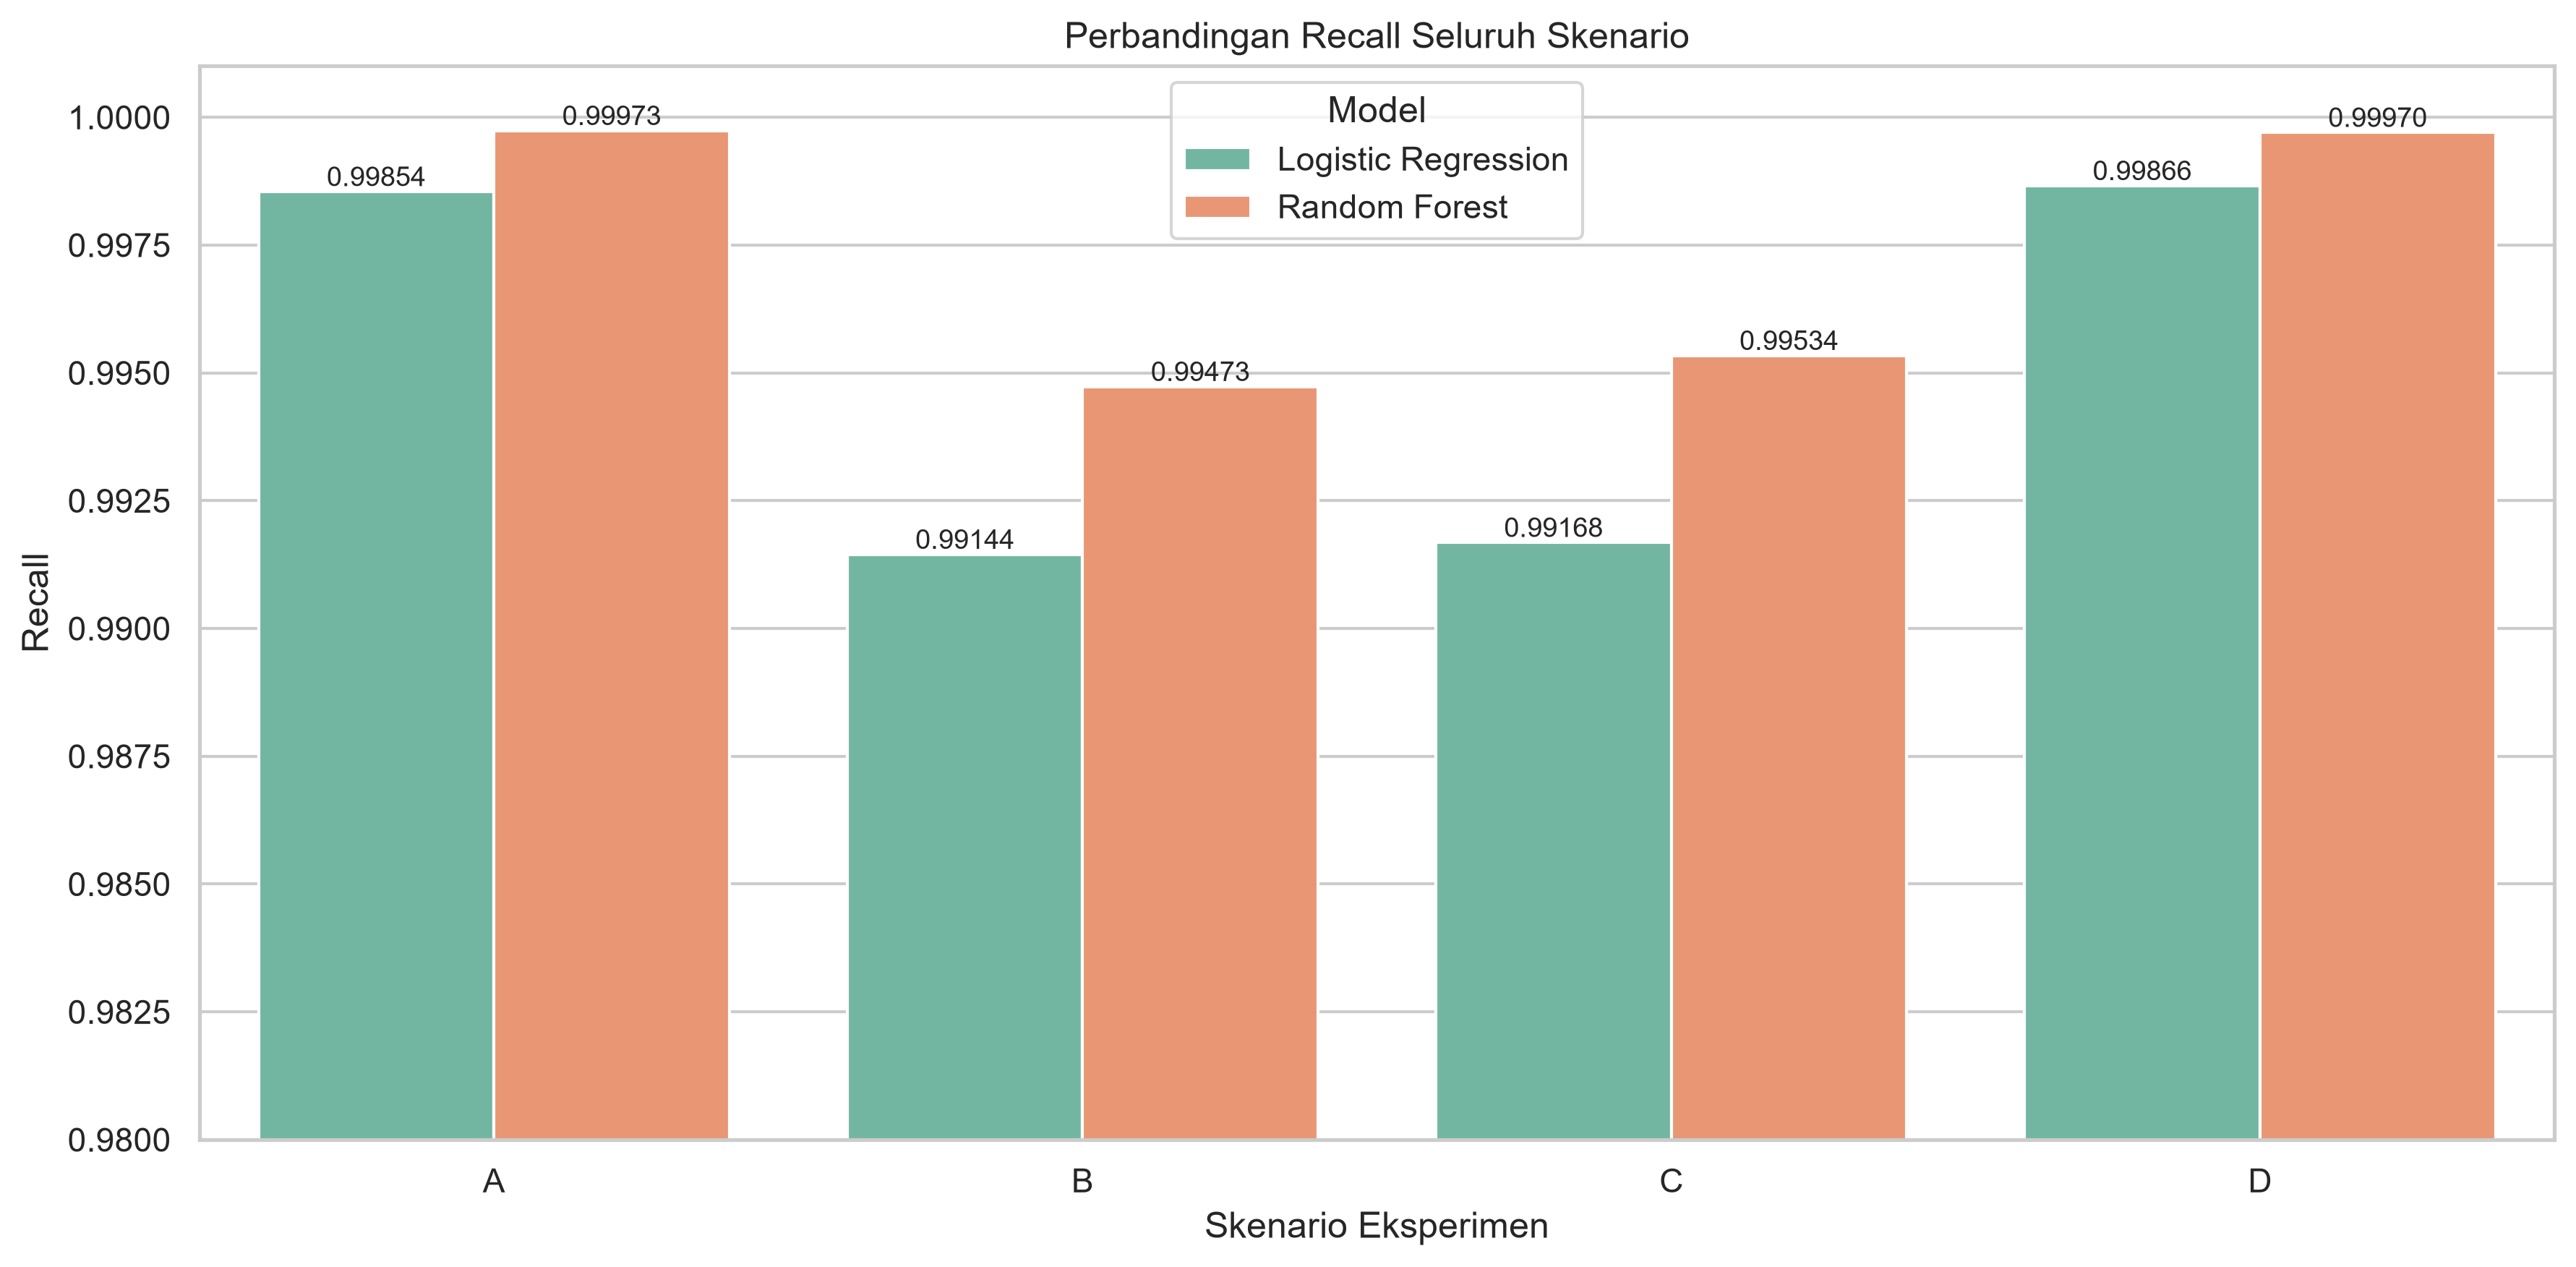 Perbandingan Recall Seluruh Skenario
Model
Logistic Regression
Random Forest
Recall
1.0000
0.9975
0.9950
0.9925
0.9900
0.9875
0.9850
0.9825
0.9800
0.99854
0.99973
0.99144
0.99473
0.99168
0.99534
0.99866
0.99970
A
B
C
D
Skenario Eksperimen